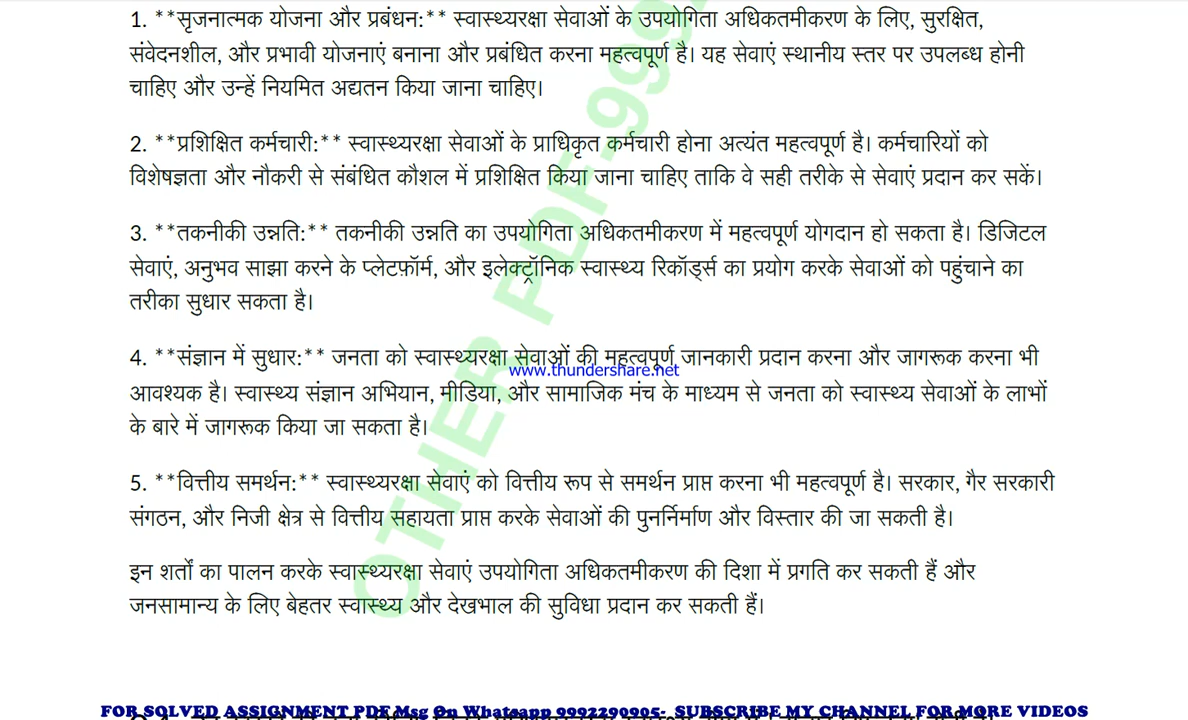 1. **सृजनात्मक योजना और प्रबंधन:** स्वास्थ्यरक्षा सेवाओं के उपयोगिता अधिकतमीकरण के लिए, सुरक्षित,
संवेदनशील, और प्रभावी योजनाएं बनाना और प्रबंधित करना महत्वपूर्ण है। यह सेवाएं स्थानीय स्तर पर उपलब्ध होनी
चाहिए और उन्हें नियमित अद्यतन किया जाना चाहिए।
2. **प्रशिक्षित कर्मचारी:** स्वास्थ्यरक्षा सेवाओं के प्राधिकृत कर्मचारी होना अत्यंत महत्वपूर्ण है। कर्मचारियों को
विशेषज्ञता और नौकरी से संबंधित कौशल में प्रशिक्षित किया जाना चाहिए ताकि वे सही तरीके से सेवाएं प्रदान कर सकें।
3. **तकनीकी उन्नति:** तकनीकी उन्नति का उपयोगिता अधिकतमीकरण में महत्वपूर्ण योगदान हो सकता है। डिजिटल
सेवाएं, अनुभव साझा करने के प्लेटफ़ॉर्म, और इलेक्ट्रॉनिक स्वास्थ्य रिकॉर्ड्स का प्रयोग करके सेवाओं को पहुंचाने का
तरीका सुधार सकता है।
4. **संज्ञान में सुधार:** जनता को स्वास्थ्यरक्षा सेवाओं की महत्वपूर्ण जानकारी प्रदान करना और जागरूक करना भी
www.thundershare.net
आवश्यक है। स्वास्थ्य संज्ञान अभियान, मीडिया, और सामाजिक मंच के माध्यम से जनता को स्वास्थ्य सेवाओं के लाभों
के बारे में जागरूक किया जा सकता है।
5. **वित्तीय समर्थन:** स्वास्थ्यरक्षा सेवाएं को वित्तीय रूप से समर्थन प्राप्त करना भी महत्वपूर्ण है। सरकार, गैर सरकारी
संगठन, और निजी क्षेत्र से वित्तीय सहायता प्राप्त करके सेवाओं की पुनर्निर्माण और विस्तार की जा सकती है।
इन शर्तों का पालन करके स्वास्थ्यरक्षा सेवाएं उपयोगिता अधिकतमीकरण की दिशा में प्रगति कर सकती हैं और
जनसामान्य के लिए बेहतर स्वास्थ्य और देखभाल की सुविधा प्रदान कर सकती हैं।
OTHER PDF-999
FOR SOLVED ASSIGNMENT PDF Msg On Whatsapp 9992290905- SUBSCRIBE MY CHANNEL FOR MORE VIDEOS